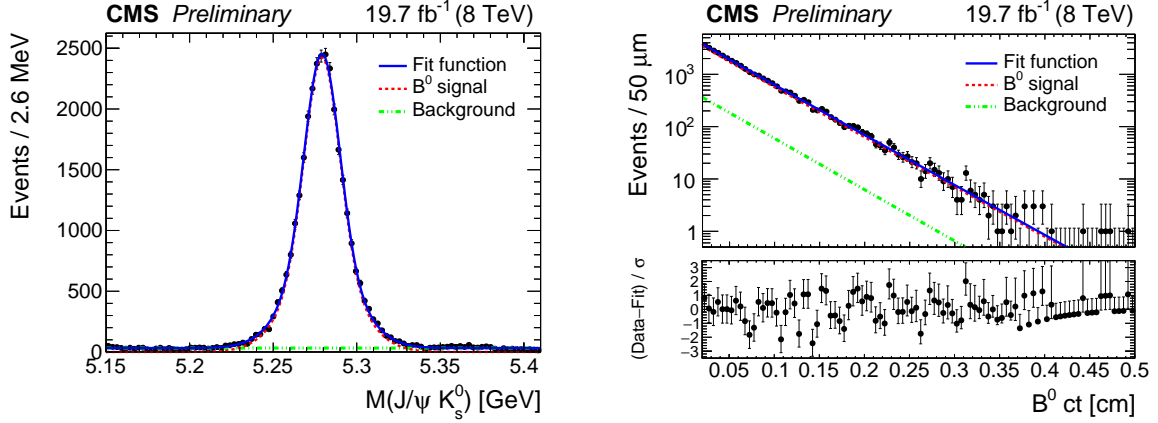 CMS Preliminary 19.7 fb⁻¹ (8 TeV)
Events / 2.6 MeV
2500
2000
1500
1000
500
0
Fit function
B⁰ signal
Background
5.15 5.2 5.25 5.3 5.35 5.4
M(J/ψ K⁰ₛ) [GeV]
CMS Preliminary 19.7 fb⁻¹ (8 TeV)
Events / 50 μm
10³
10²
10
1
Fit function
B⁰ signal
Background
(Data−Fit) / σ
3
2
1
0
−1
−2
−3
0.05 0.1 0.15 0.2 0.25 0.3 0.35 0.4 0.45 0.5
B⁰ ct [cm]